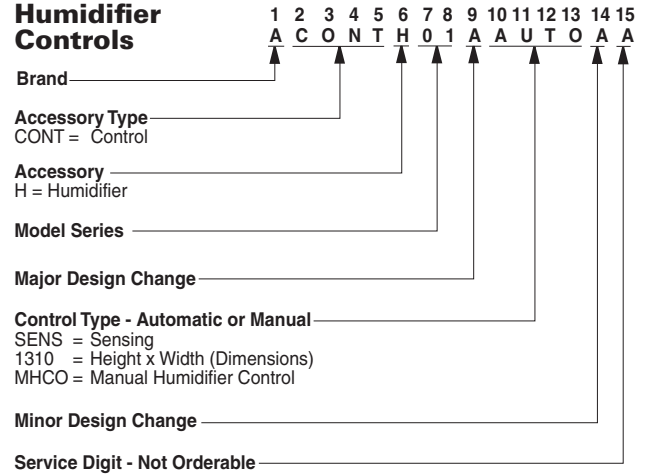 Humidifier
Controls
1 2 3 4 5 6 7 8 9 10 11 12 13 14 15
A C O N T H 0 1 A A U T O A A
Brand
Accessory Type
CONT = Control
Accessory
H = Humidifier
Model Series
Major Design Change
Control Type - Automatic or Manual
SENS = Sensing
1310 = Height x Width (Dimensions)
MHCO = Manual Humidifier Control
Minor Design Change
Service Digit - Not Orderable